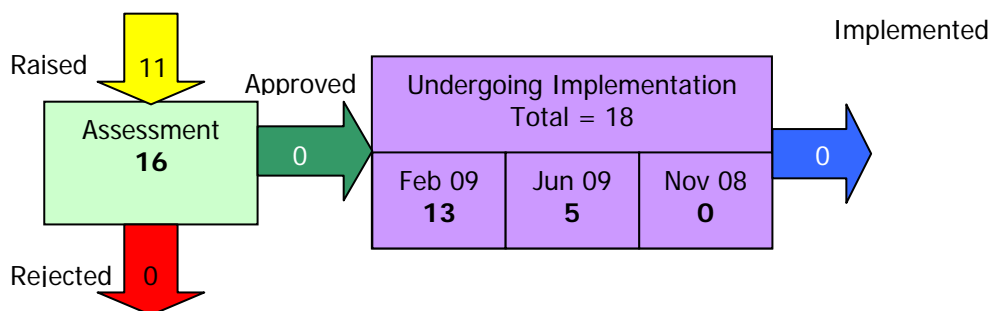 Implemented
Raised
11
Approved
Assessment
16
0
Undergoing Implementation
Total = 18
Feb 09
13
Jun 09
5
Nov 08
0
0
Rejected
0